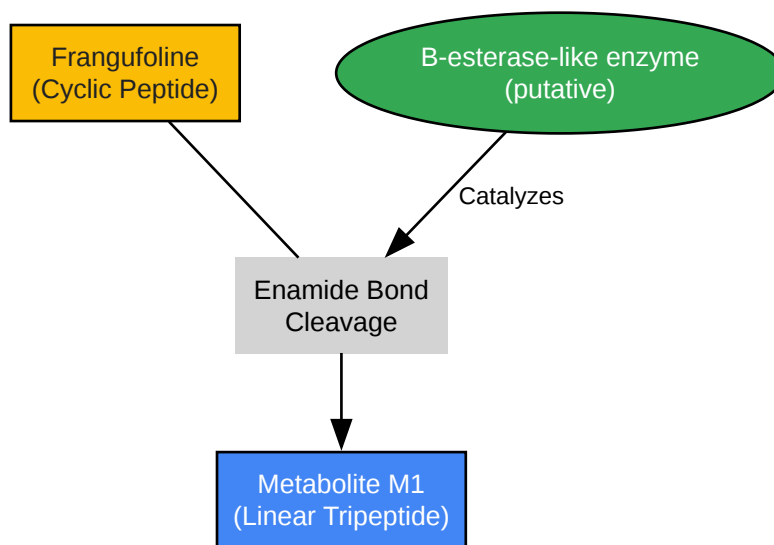 Frangufoline
(Cyclic Peptide)
B-esterase-like enzyme
(putative)
Catalyzes
Enamide Bond
Cleavage
Metabolite M1
(Linear Tripeptide)